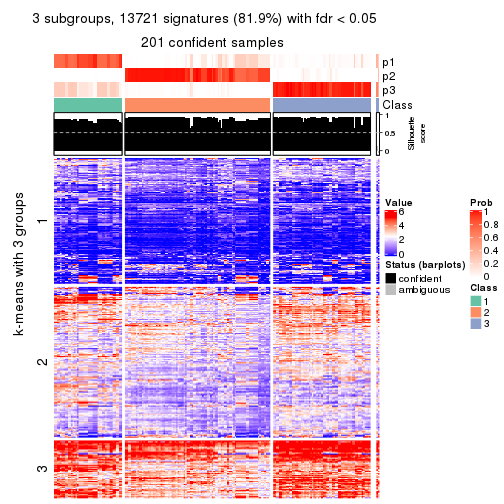 3 subgroups, 13721 signatures (81.9%) with fdr < 0.05
201 confident samples
p1
p2
p3
Class
1
0.5
0
Silhouette
score
k-means with 3 groups
1
2
3
Value
6
4
2
0
Status (barplots)
confident
ambiguous
Prob
1
0.8
0.6
0.4
0.2
0
Class
1
2
3